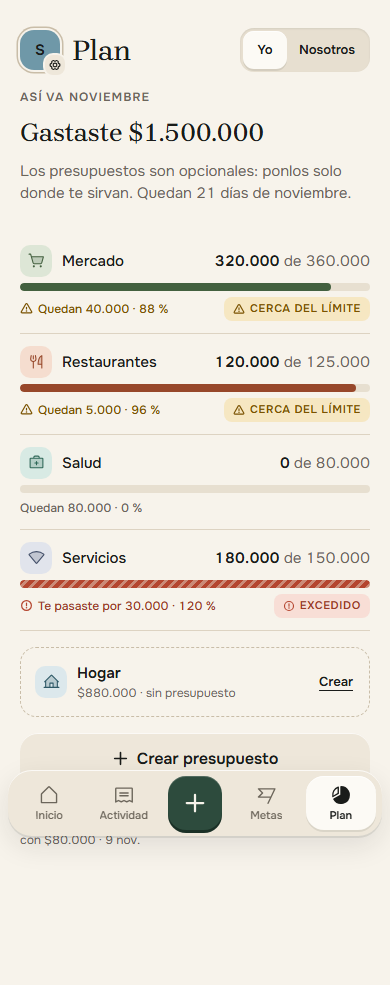 S
Plan
Yo
Nosotros
ASÍ VA NOVIEMBRE
Gastaste $1.500.000
Los presupuestos son opcionales: ponlos solo
donde te sirvan. Quedan 21 días de noviembre.
Mercado
320.000 de 360.000
Quedan 40.000 · 88 %
CERCA DEL LÍMITE
Restaurantes
120.000 de 125.000
Quedan 5.000 · 96 %
CERCA DEL LÍMITE
Salud
0 de 80.000
Quedan 80.000 · 0 %
Servicios
180.000 de 150.000
Te pasaste por 30.000 · 120 %
EXCEDIDO
Hogar
$880.000 · sin presupuesto
Crear
Crear presupuesto
Inicio
Actividad
Metas
Plan
con $80.000 · 9 nov.